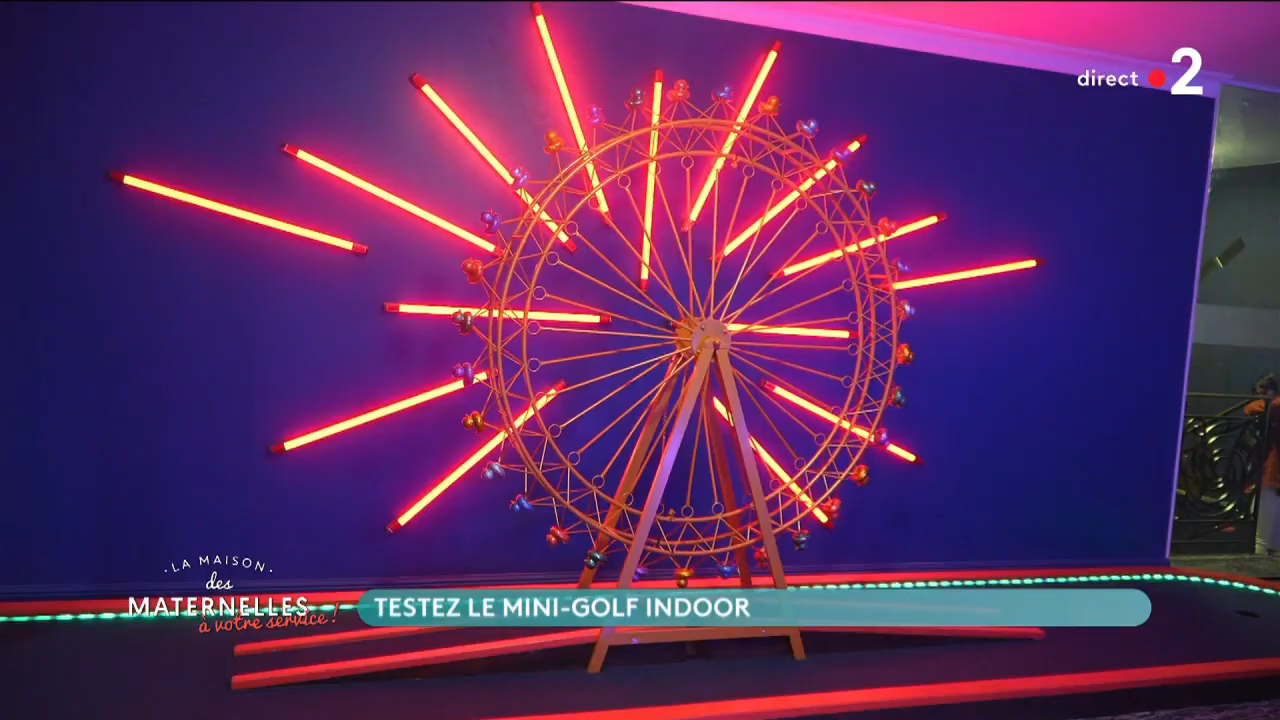 direct 2
.LA MAISON.
des
MATERNELLES
à votre service !
TESTEZ LE MINI-GOLF INDOOR